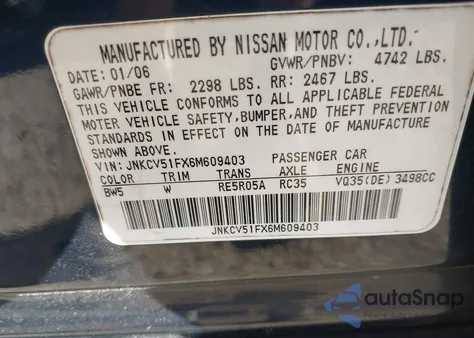 MANUFACTURED BY NISSAN MOTOR CO.,LTD.
DATE: 01/06 GVWR/PNBV: 4742 LBS.
GAWR/PNBE FR: 2298 LBS. RR: 2467 LBS.
THIS VEHICLE CONFORMS TO ALL APPLICABLE FEDERAL
MOTOR VEHICLE SAFETY,BUMPER,AND THEFT PREVENTION
STANDARDS IN EFFECT ON THE DATE OF MANUFACTURE
SHOWN ABOVE.
VIN: JNKCV51FX6M609403 PASSENGER CAR
COLOR TRIM TRANS AXLE ENGINE
BW5 W RE5R05A RC35 VQ35(DE) 3498CC
JNKCV51FX6M609403
autoSnap